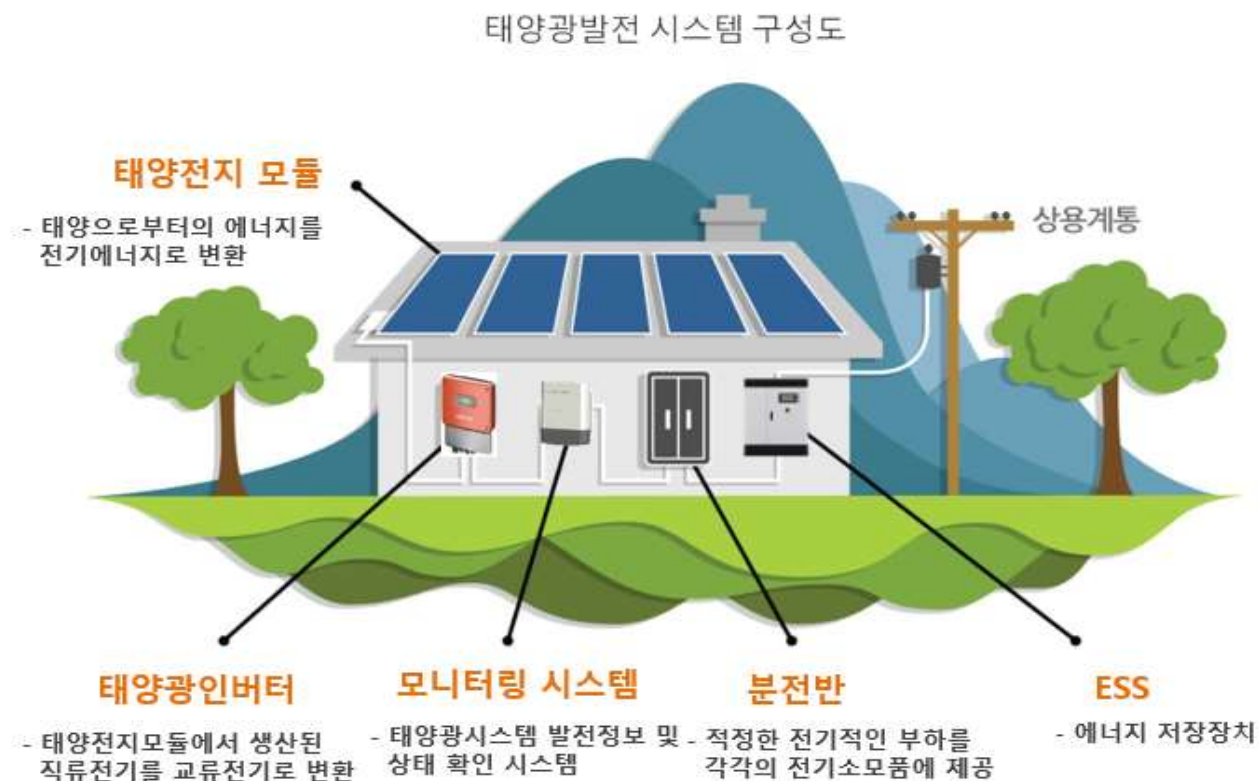 태양광발전 시스템 구성도
태양전지 모듈
- 태양으로부터의 에너지를
전기에너지로 변환
상용계통
태양광인버터
- 태양전지모듈에서 생산된
직류전기를 교류전기로 변환
모니터링 시스템
- 태양광시스템 발전정보 및
상태 확인 시스템
분전반
- 적정한 전기적인 부하를
각각의 전기소모품에 제공
ESS
- 에너지 저장장치